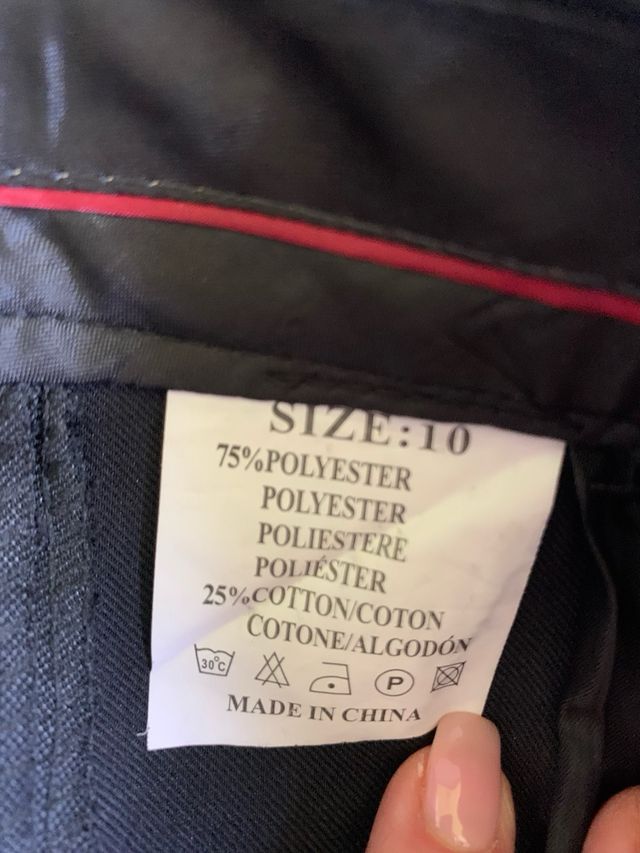 SIZE:10
75%POLYESTER
POLYESTER
POLIESTERE
POLIÉSTER
25%COTTON/COTON
COTONE/ALGODÓN
30°C P
MADE IN CHINA